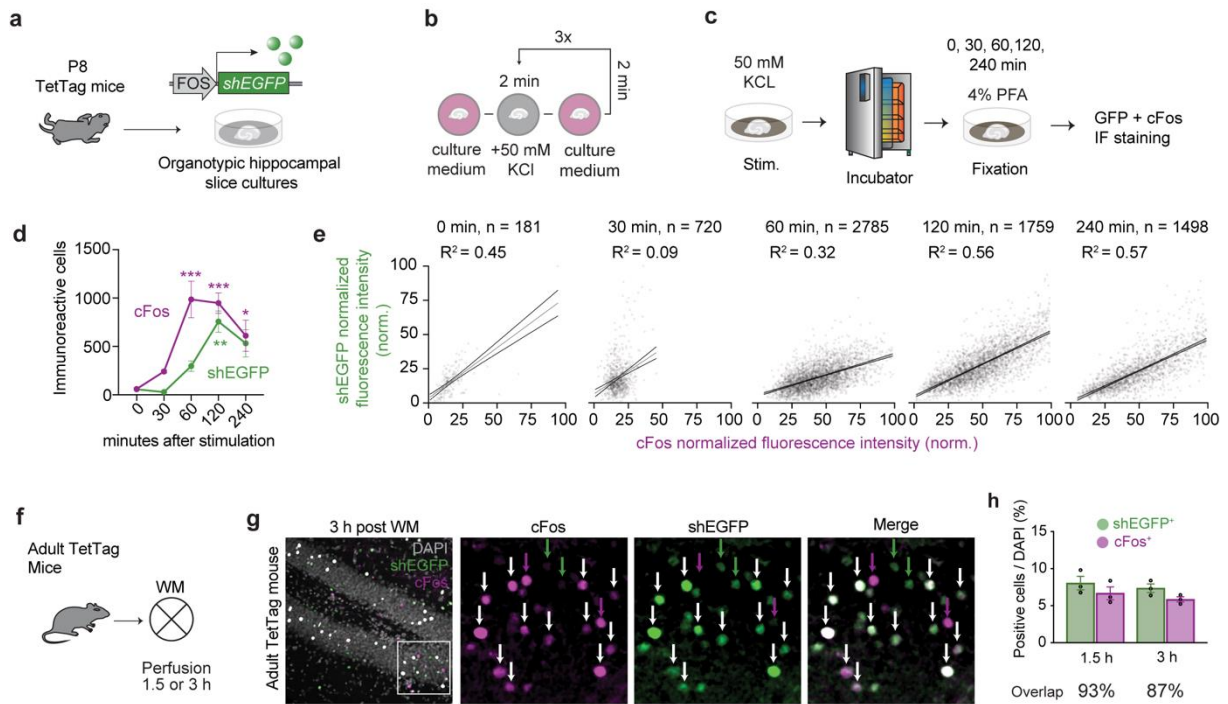 a
P8
TetTag mice
FOS
shEGFP
Organotypic hippocampal
slice cultures
b
3x
2 min
2 min
culture
medium
+50 mM
KCl
culture
medium
c
50 mM
KCL
Stim.
Incubator
0, 30, 60,120,
240 min
4% PFA
Fixation
GFP + cFos
IF staining
d
Immunoreactive cells
1500
1000
500
0
***
***
*
**
cFos
shEGFP
0
30
60
120
240
minutes after stimulation
e
shEGFP normalized
fluorescence intensity
(norm.)
100
75
50
25
0
0 min, n = 181
R² = 0.45
0 25 50 75 100
30 min, n = 720
R² = 0.09
0 25 50 75 100
60 min, n = 2785
R² = 0.32
0 25 50 75 100
120 min, n = 1759
R² = 0.56
0 25 50 75 100
240 min, n = 1498
R² = 0.57
0 25 50 75 100
cFos normalized fluorescence intensity (norm.)
f
Adult TetTag
Mice
WM
Perfusion
1.5 or 3 h
g
Adult TetTag mouse
3 h post WM
DAPI
shEGFP
cFos
cFos
shEGFP
Merge
h
Positive cells / DAPI (%)
15
10
5
0
shEGFP⁺
cFos⁺
1.5 h
3 h
Overlap 93% 87%